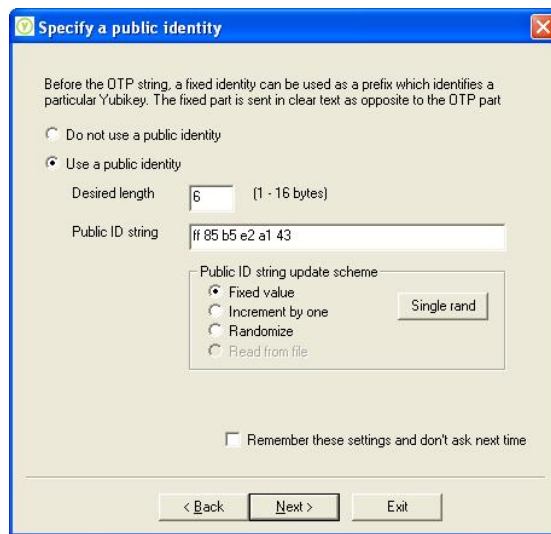 Specify a public identity
Before the OTP string, a fixed identity can be used as a prefix which identifies a
particular Yubikey. The fixed part is sent in clear text as opposite to the OTP part
Do not use a public identity
Use a public identity
Desired length 6 (1 - 16 bytes)
Public ID string ff 85 b5 e2 a1 43
Public ID string update scheme
Fixed value
Single rand
Increment by one
Randomize
Read from file
Remember these settings and don't ask next time
< Back Next > Exit